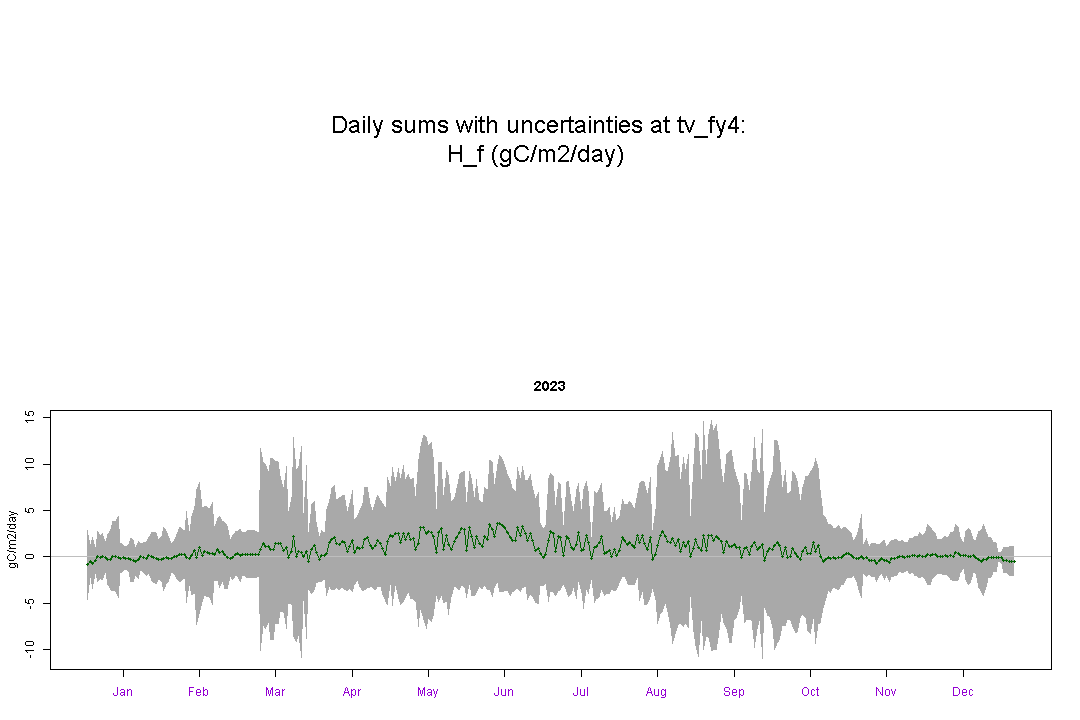 Daily sums with uncertainties at tv_fy4:
H_f (gC/m2/day)
2023
gC/m2/day
15
10
5
0
-5
-10
Jan Feb Mar Apr May Jun Jul Aug Sep Oct Nov Dec